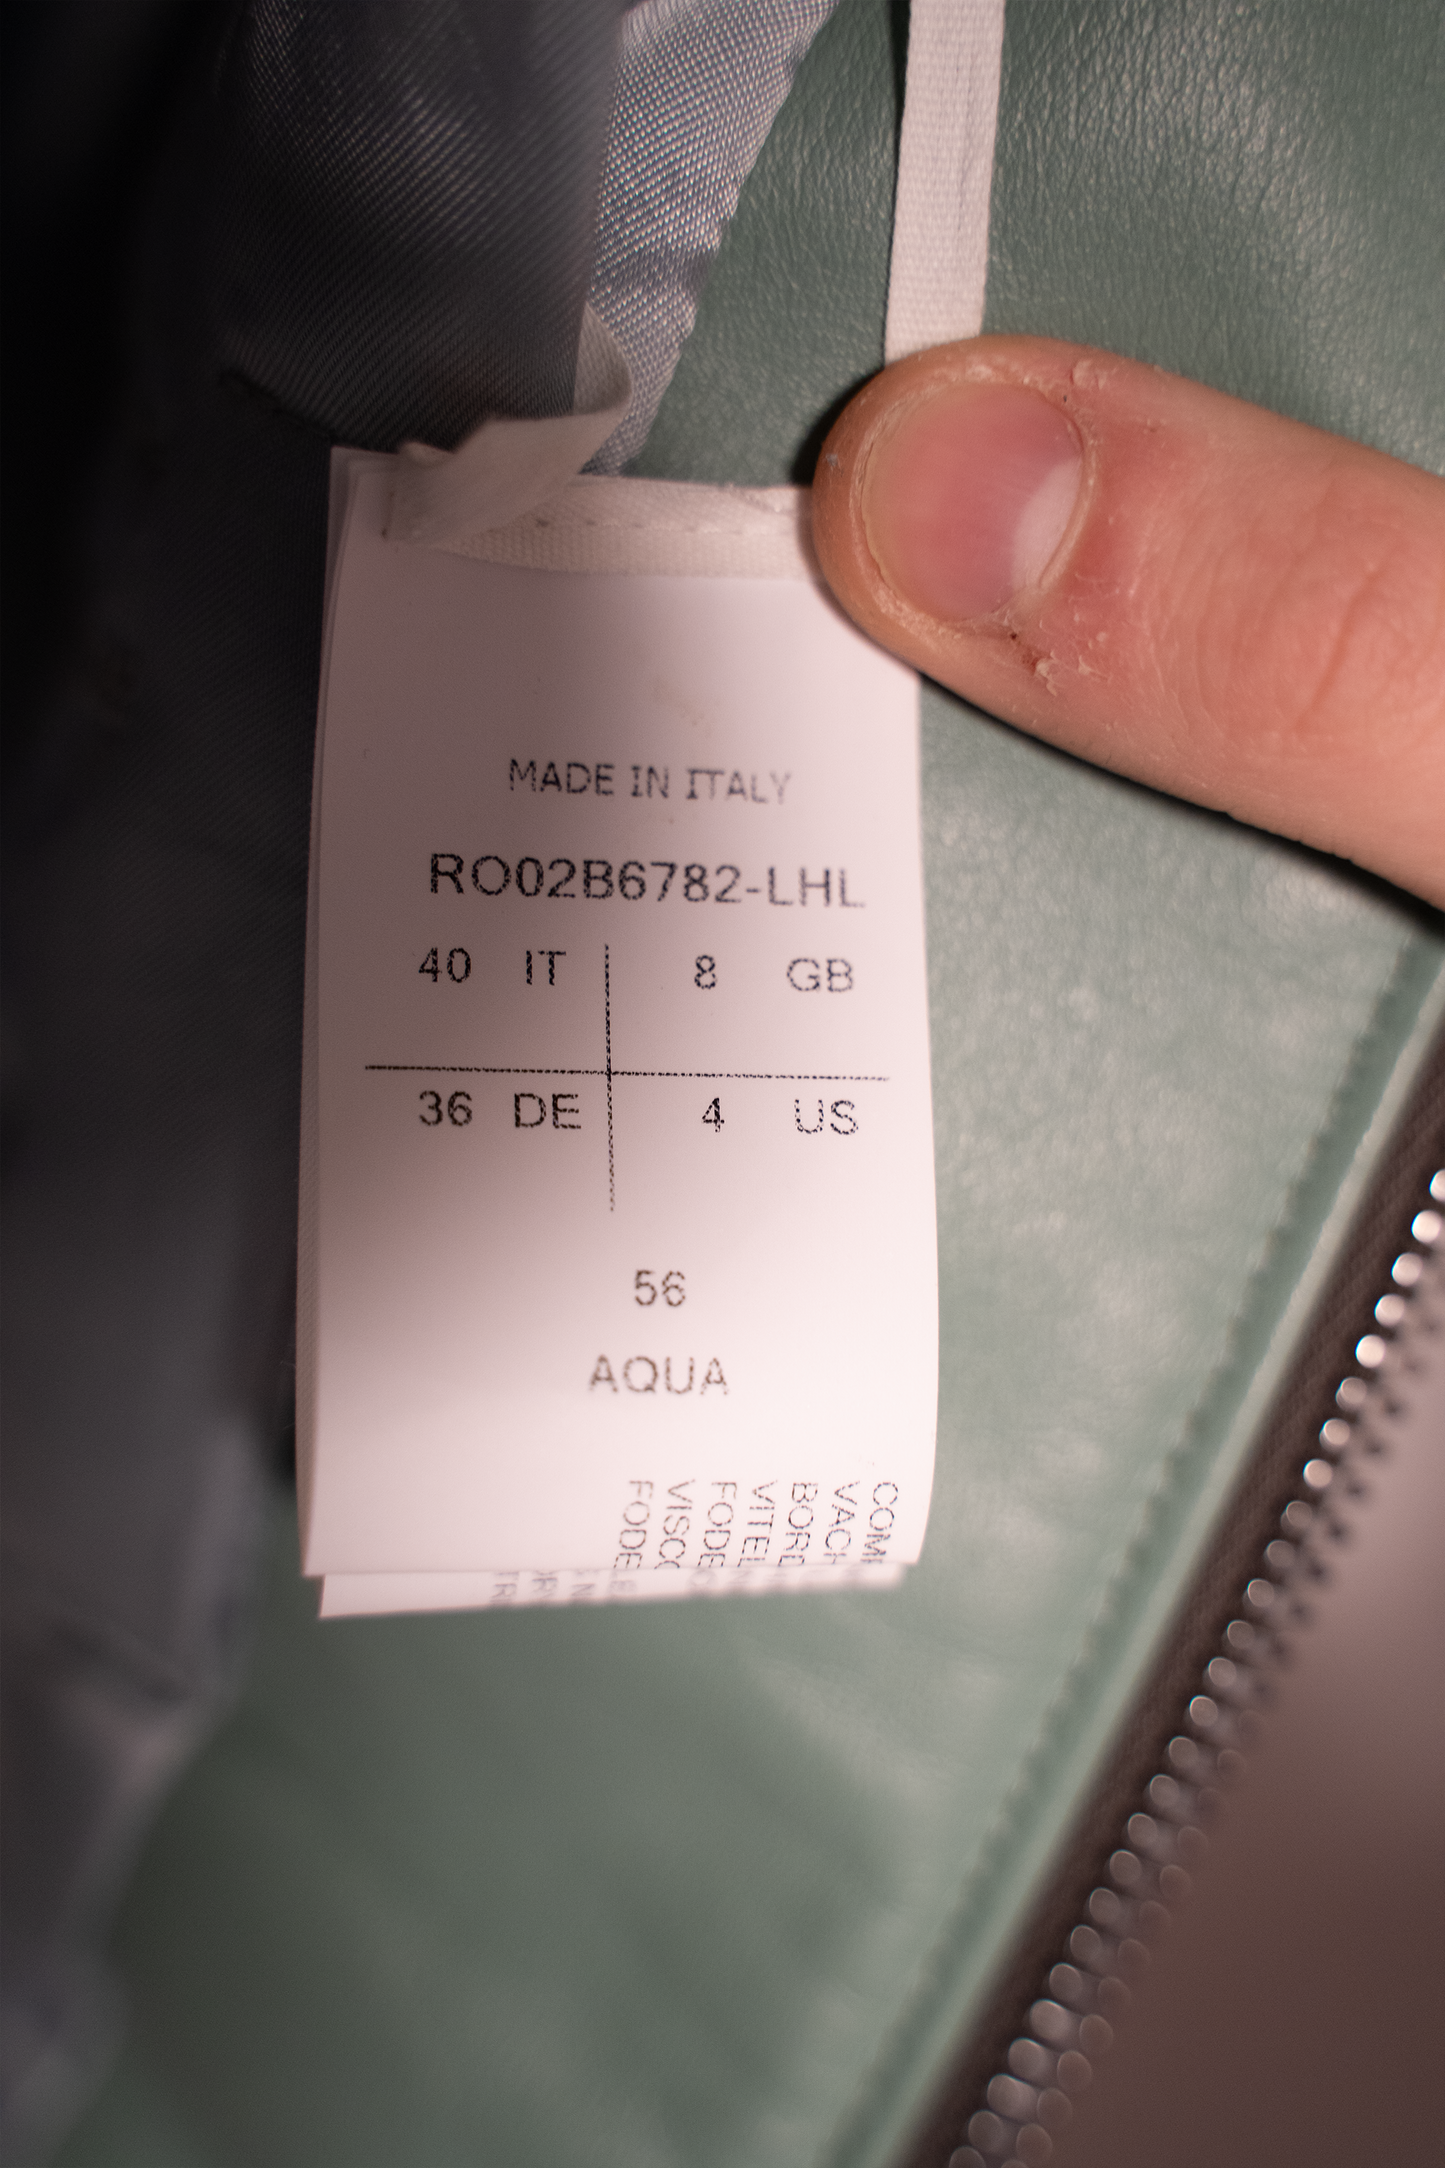 MADE IN ITALY
RO02B6782-LHL
40 IT 8 GB
36 DE 4 US
56
AQUA